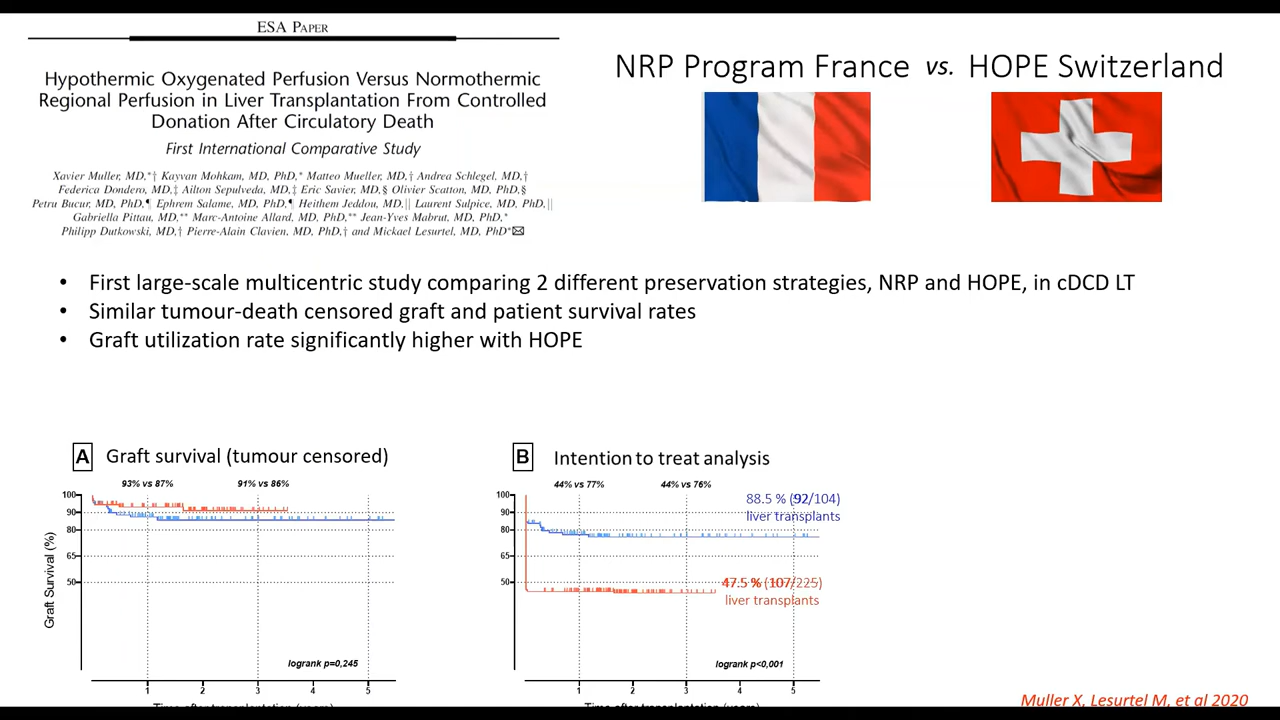 ESA PAPER
Hypothermic Oxygenated Perfusion Versus Normothermic
Regional Perfusion in Liver Transplantation From Controlled
Donation After Circulatory Death
First International Comparative Study
Xavier Muller, MD,*† Kayvan Mohkam, MD, PhD,* Matteo Mueller, MD,† Andrea Schlegel, MD,†
Federica Dondero, MD,‡ Ailton Sepulveda, MD,‡ Eric Savier, MD,§ Olivier Scatton, MD, PhD,§
Petru Bucur, MD, PhD,¶ Ephrem Salame, MD, PhD,¶ Heithem Jeddou, MD,|| Laurent Sulpice, MD, PhD,||
Gabriella Pittau, MD,** Marc-Antoine Allard, MD, PhD,** Jean-Yves Mabrut, MD, PhD,*
Philipp Dutkowski, MD,† Pierre-Alain Clavien, MD, PhD,† and Mickael Lesurtel, MD, PhD*✉
NRP Program France vs. HOPE Switzerland
• First large-scale multicentric study comparing 2 different preservation strategies, NRP and HOPE, in cDCD LT
• Similar tumour-death censored graft and patient survival rates
• Graft utilization rate significantly higher with HOPE
A Graft survival (tumour censored)
93% vs 87% 91% vs 86%
100
90
80
65
50
Graft Survival (%)
logrank p=0,245
1 2 3 4 5
Time after transplantation (years)
B Intention to treat analysis
44% vs 77% 44% vs 76%
100
90
80
65
50
88.5 % (92/104)
liver transplants
47.5 % (107/225)
liver transplants
logrank p<0,001
1 2 3 4 5
Time after transplantation (years)
Muller X, Lesurtel M, et al 2020